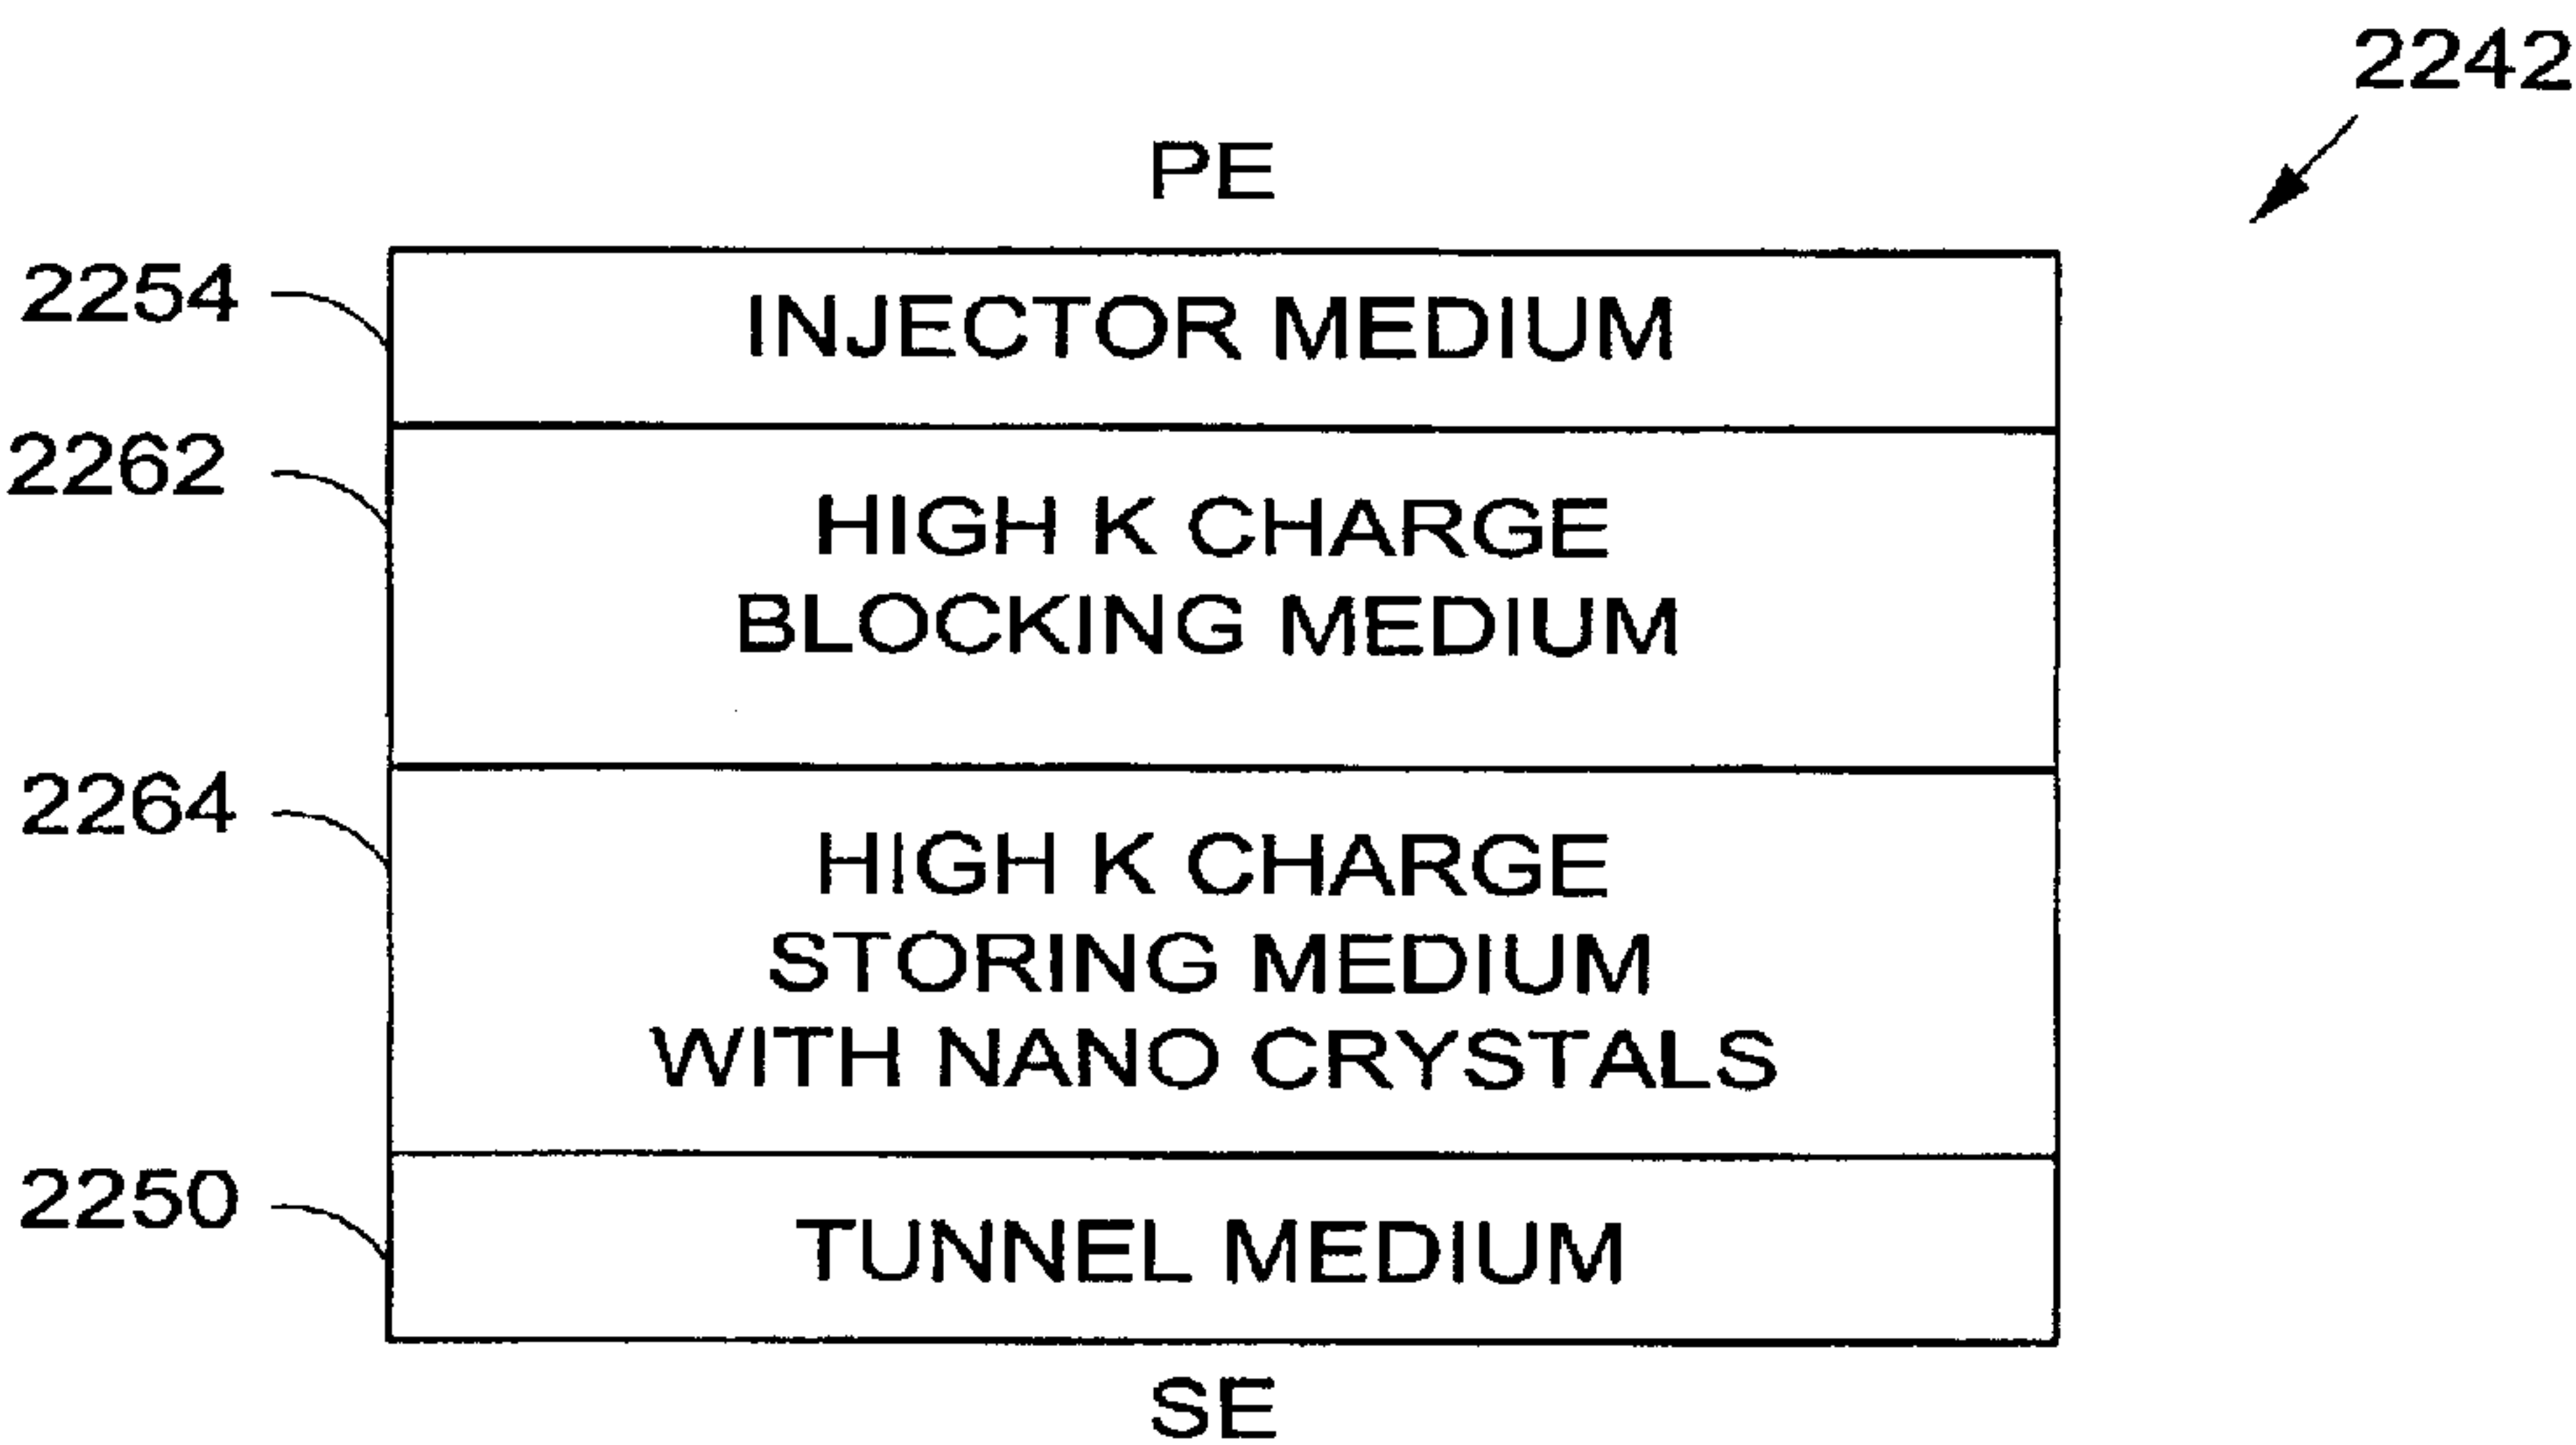 2242
PE
2254
INJECTOR MEDIUM
2262
HIGH K CHARGE
BLOCKING MEDIUM
2264
HIGH K CHARGE
STORING MEDIUM
WITH NANO CRYSTALS
2250
TUNNEL MEDIUM
SE